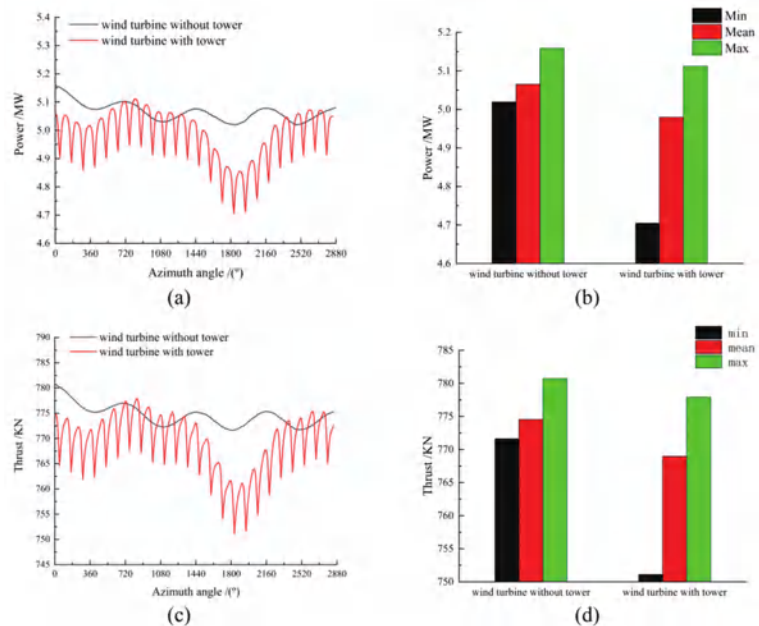 5.4
5.3
5.2
5.1
5.0
4.9
4.8
4.7
4.6
Power /MW
wind turbine without tower
wind turbine with tower
0 360 720 1080 1440 1800 2160 2520 2880
Azimuth angle /(º)
(a)
5.2
5.1
5.0
4.9
4.8
4.7
4.6
Power /MW
Min
Mean
Max
wind turbine without tower wind turbine with tower
(b)
790
785
780
775
770
765
760
755
750
745
Thrust /KN
wind turbine without tower
wind turbine with tower
0 360 720 1080 1440 1800 2160 2520 2880
Azimuth angle /(º)
(c)
785
780
775
770
765
760
755
750
Thrust /KN
min
mean
max
wind turbine without tower wind turbine with tower
(d)